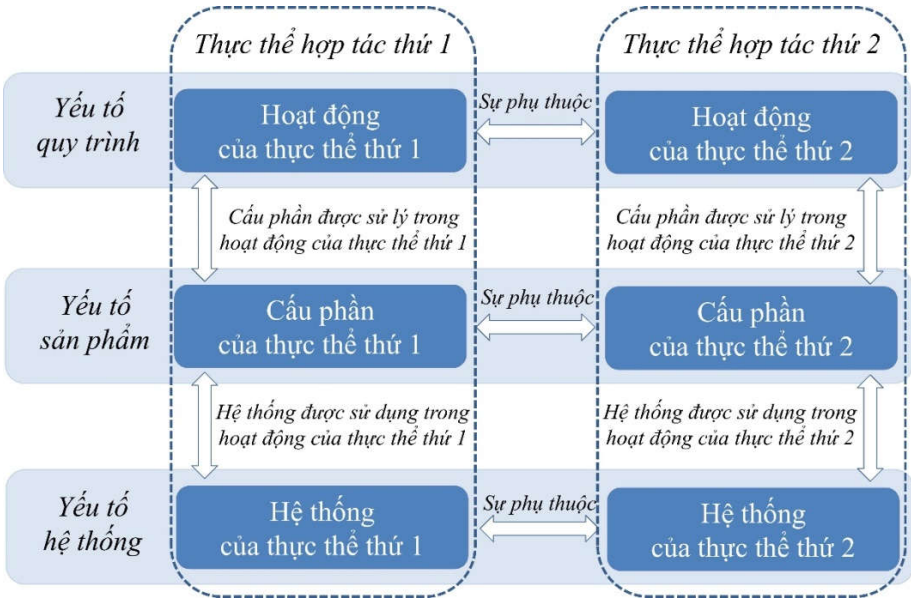 Thực thể hợp tác thứ 1
Thực thể hợp tác thứ 2
Yếu tố
quy trình
Hoạt động
của thực thể thứ 1
Sự phụ thuộc
Hoạt động
của thực thể thứ 2
Cấu phần được sử lý trong
hoạt động của thực thể thứ 1
Cấu phần được sử lý trong
hoạt động của thực thể thứ 2
Yếu tố
sản phẩm
Cấu phần
của thực thể thứ 1
Sự phụ thuộc
Cấu phần
của thực thể thứ 2
Hệ thống được sử dụng trong
hoạt động của thực thể thứ 1
Hệ thống được sử dụng trong
hoạt động của thực thể thứ 2
Yếu tố
hệ thống
Hệ thống
của thực thể thứ 1
Sự phụ thuộc
Hệ thống
của thực thể thứ 2